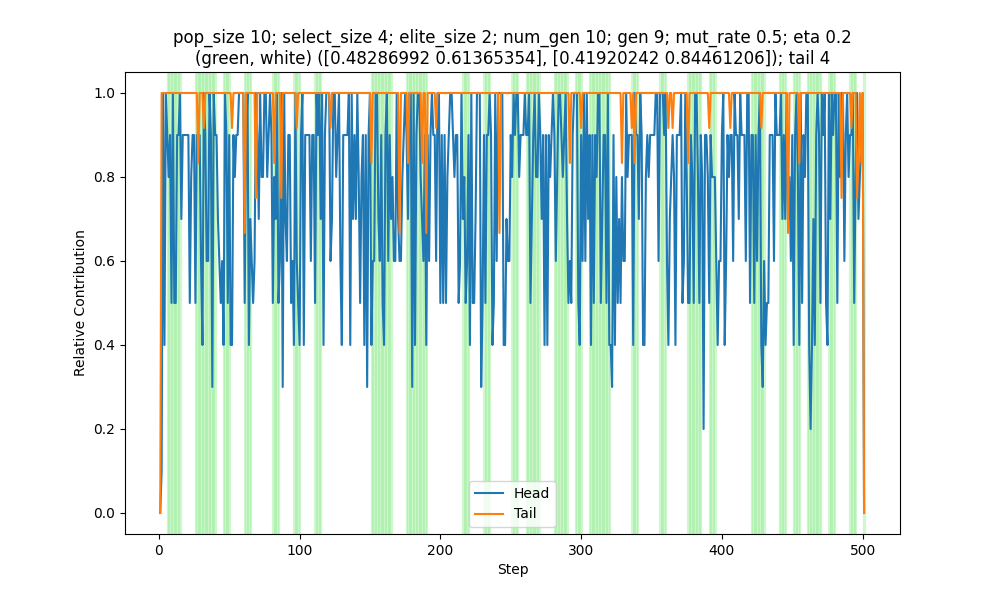 pop_size 10; select_size 4; elite_size 2; num_gen 10; gen 9; mut_rate 0.5; eta 0.2
(green, white) ([0.48286992 0.61365354], [0.41920242 0.84461206]); tail 4
1.0
0.8
0.6
0.4
0.2
0.0
Relative Contribution
Head
Tail
0 100 200 300 400 500
Step